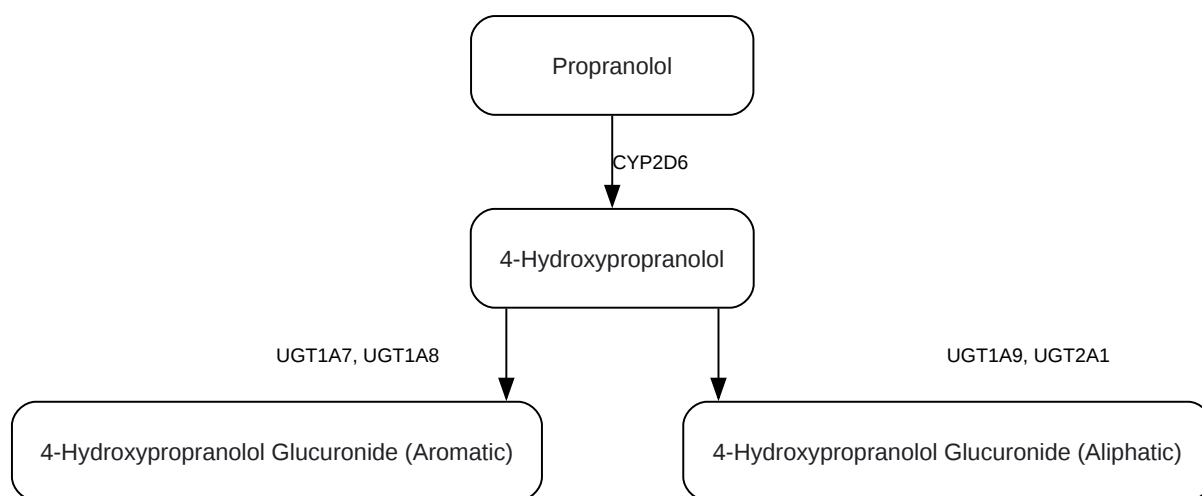 Propranolol
CYP2D6
4-Hydroxypropranolol
UGT1A7, UGT1A8
UGT1A9, UGT2A1
4-Hydroxypropranolol Glucuronide (Aromatic)
4-Hydroxypropranolol Glucuronide (Aliphatic)